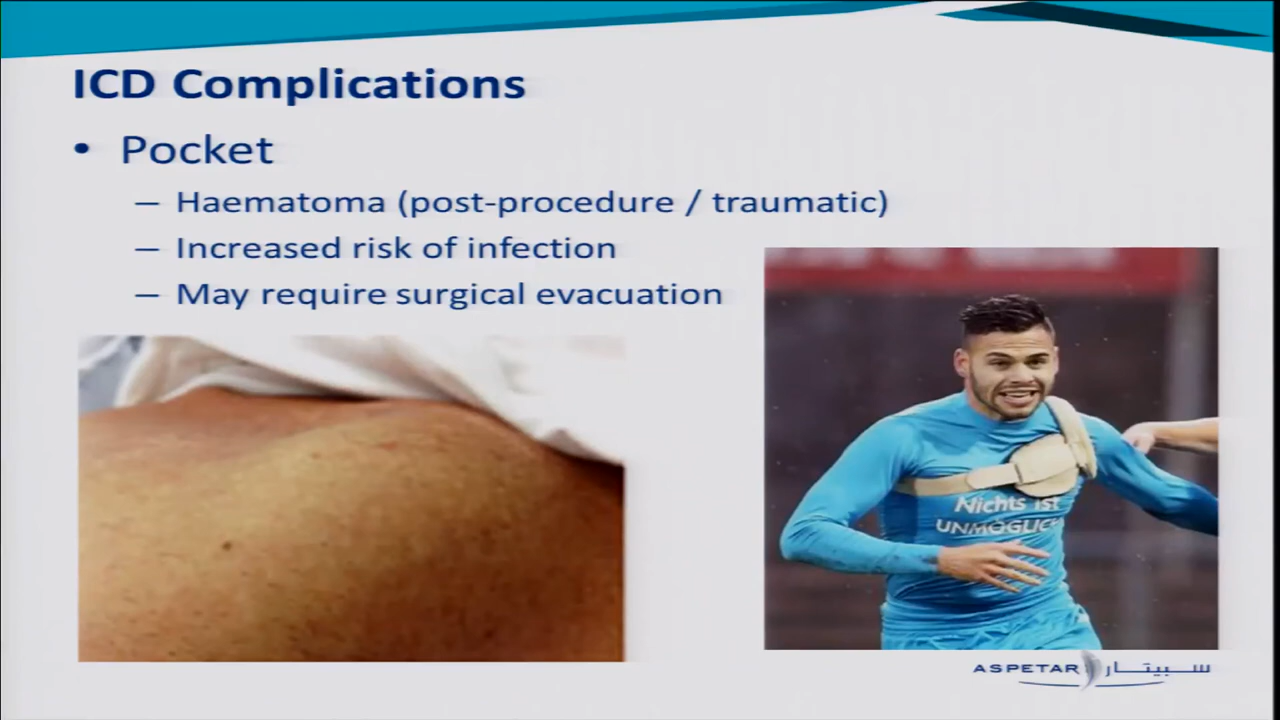 ICD Complications
• Pocket
– Haematoma (post-procedure / traumatic)
– Increased risk of infection
– May require surgical evacuation
Nichts ist
UNMÖGLICH
ASPETAR سبيتار